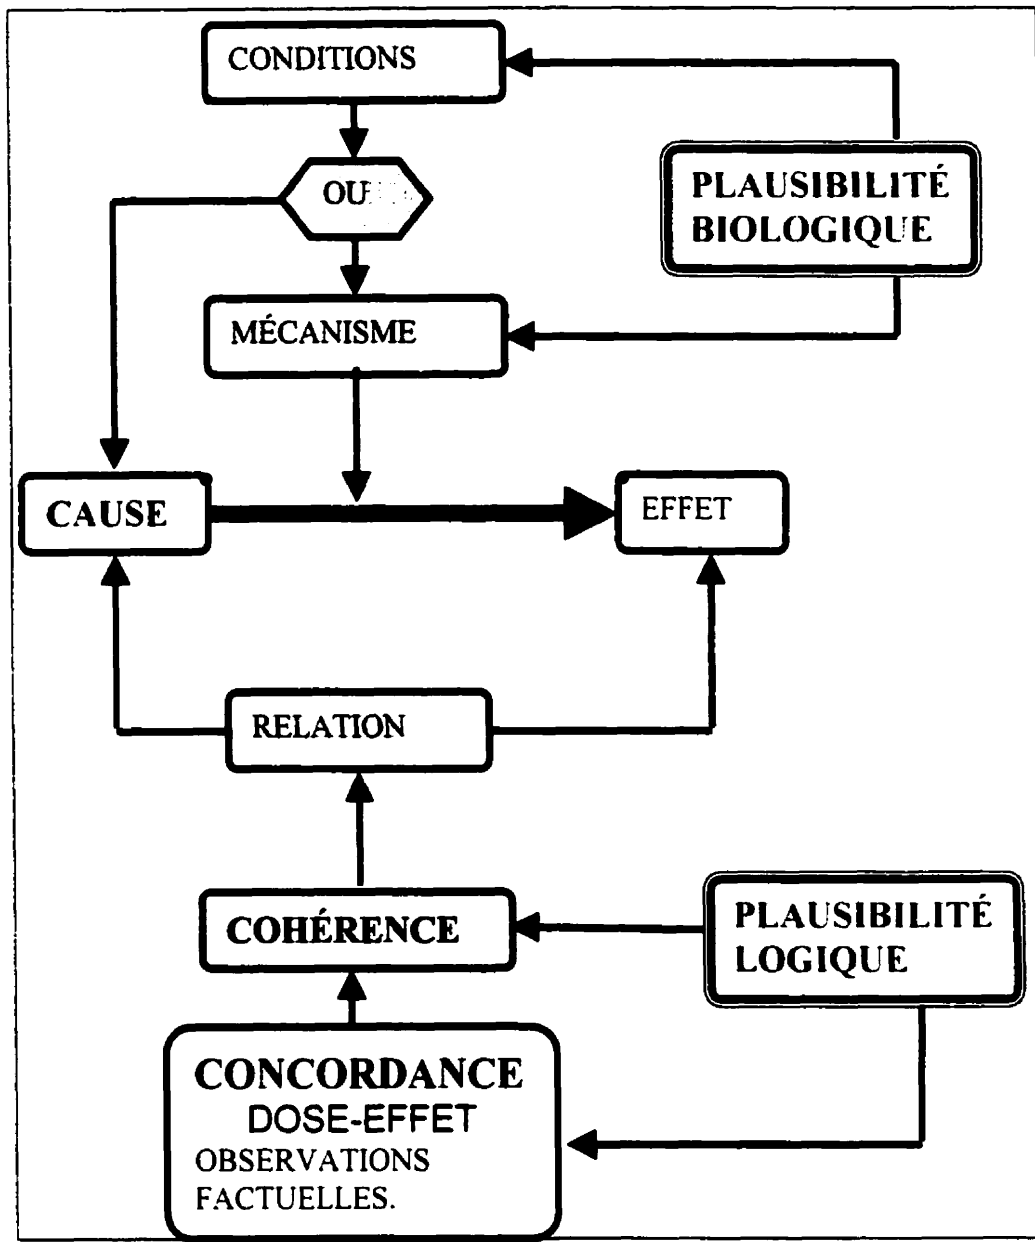 CONDITIONS
OU
PLAUSIBILITÉ
BIOLOGIQUE
MÉCANISME
CAUSE
EFFET
RELATION
COHÉRENCE
PLAUSIBILITÉ
LOGIQUE
CONCORDANCE
DOSE-EFFET
OBSERVATIONS
FACTUELLES.